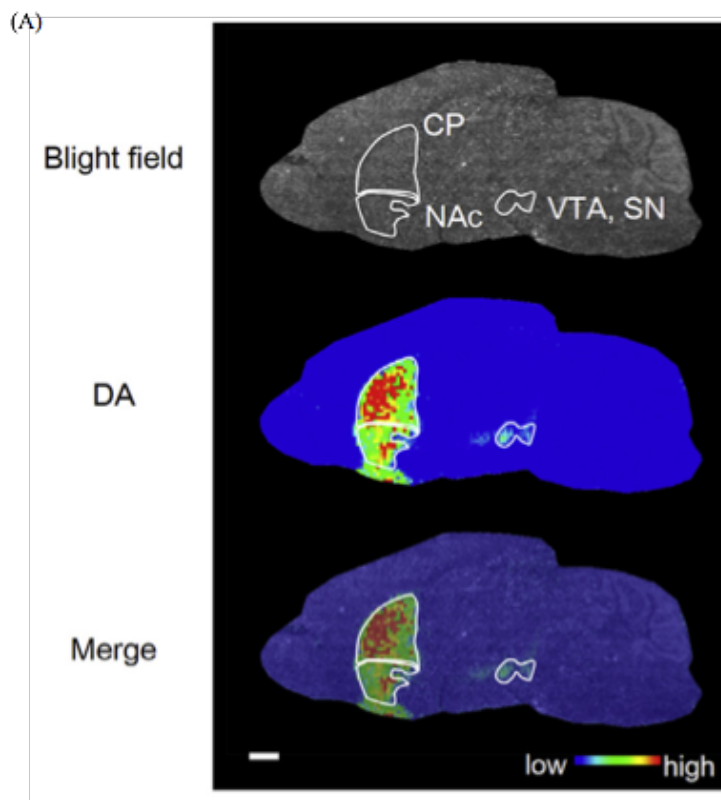 (A)
Blight field
CP
NAc
VTA, SN
DA
Merge
low
high